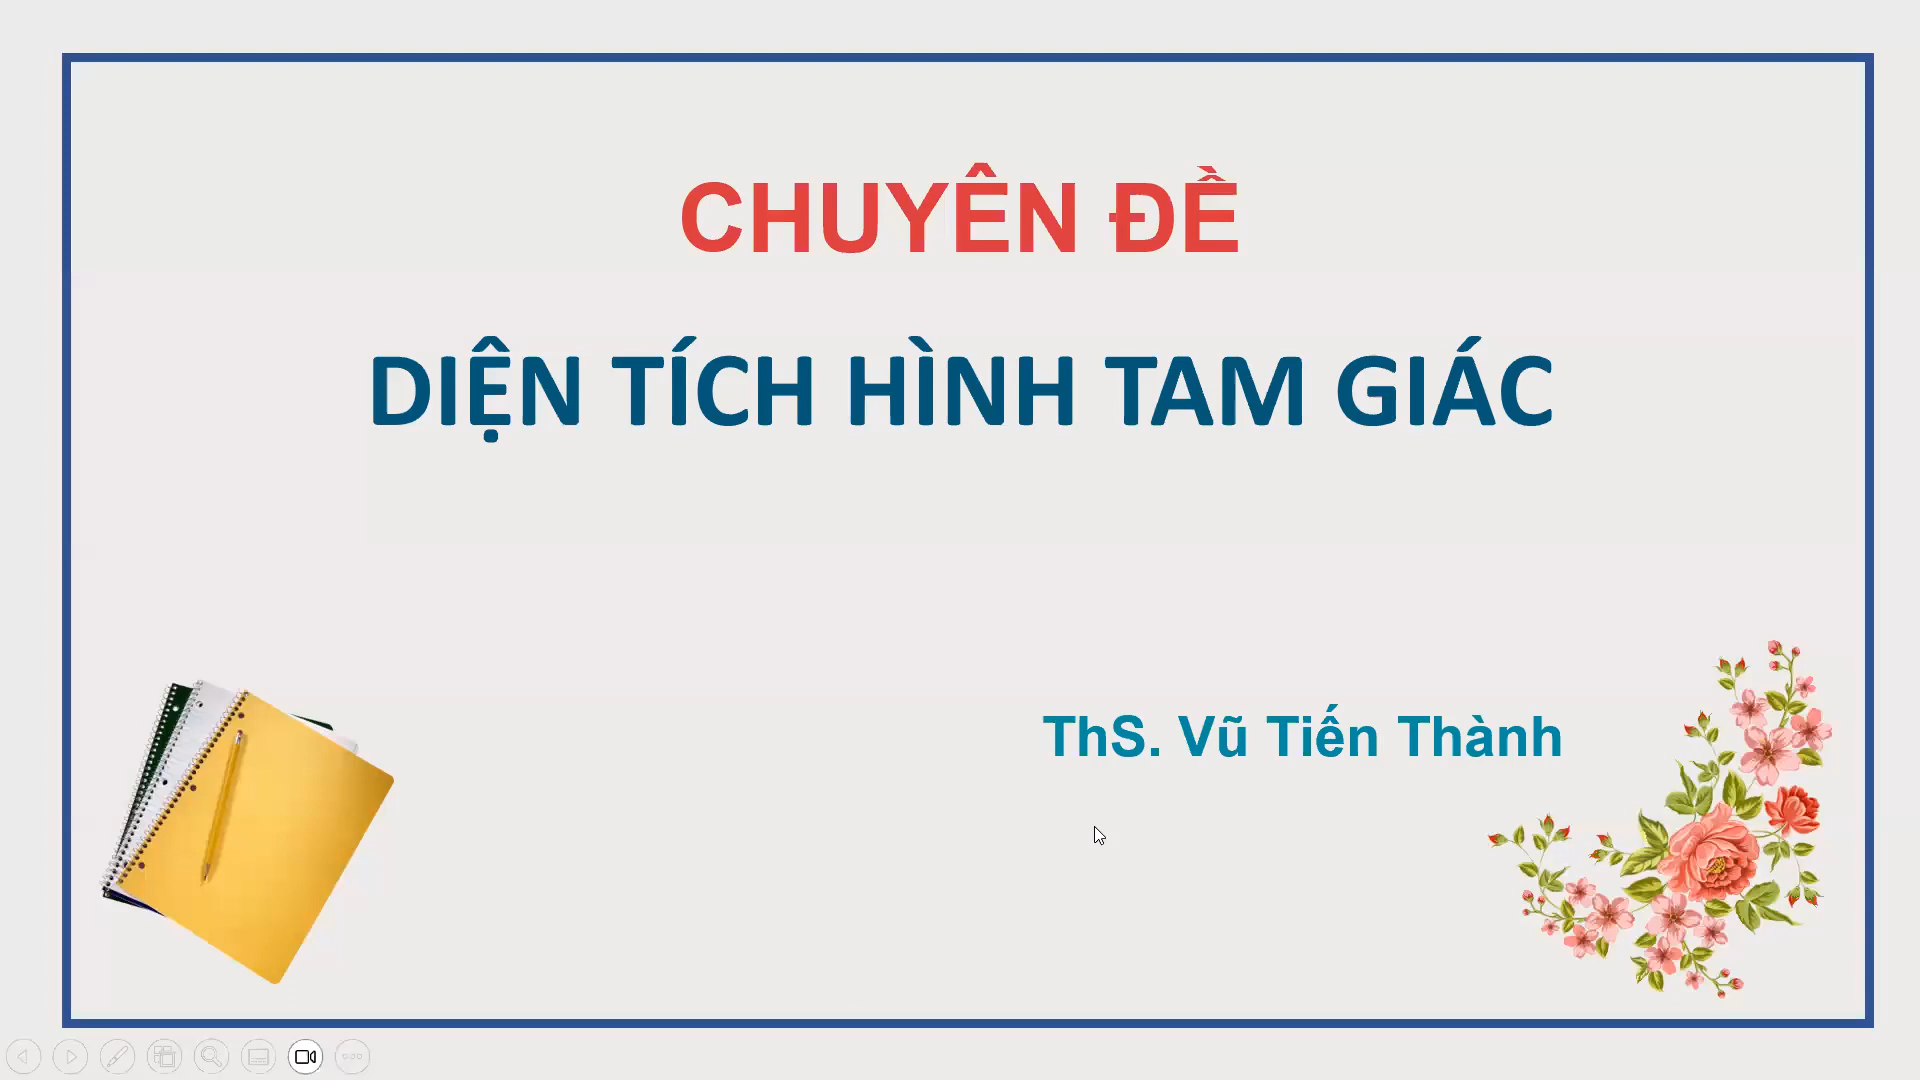 CHUYÊN ĐỀ
DIỆN TÍCH HÌNH TAM GIÁC
ThS. Vũ Tiến Thành